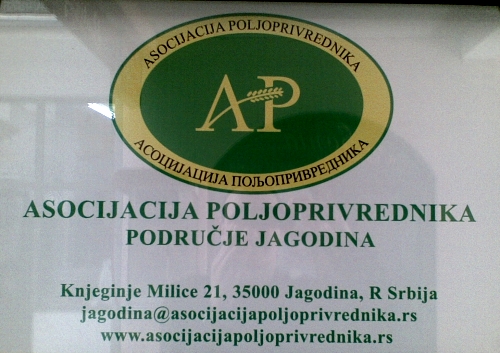 ASOCIJACIJA POLJOPRIVREDNIKA
AP
АСОЦИЈАЦИЈА ПОЉОПРИВРЕДНИКА
ASOCIJACIJA POLJOPRIVREDNIKA
PODRUČJE JAGODINA
Knjeginje Milice 21, 35000 Jagodina, R Srbija
jagodina@asocijacijapoljoprivrednika.rs
www.asocijacijapoljoprivrednika.rs